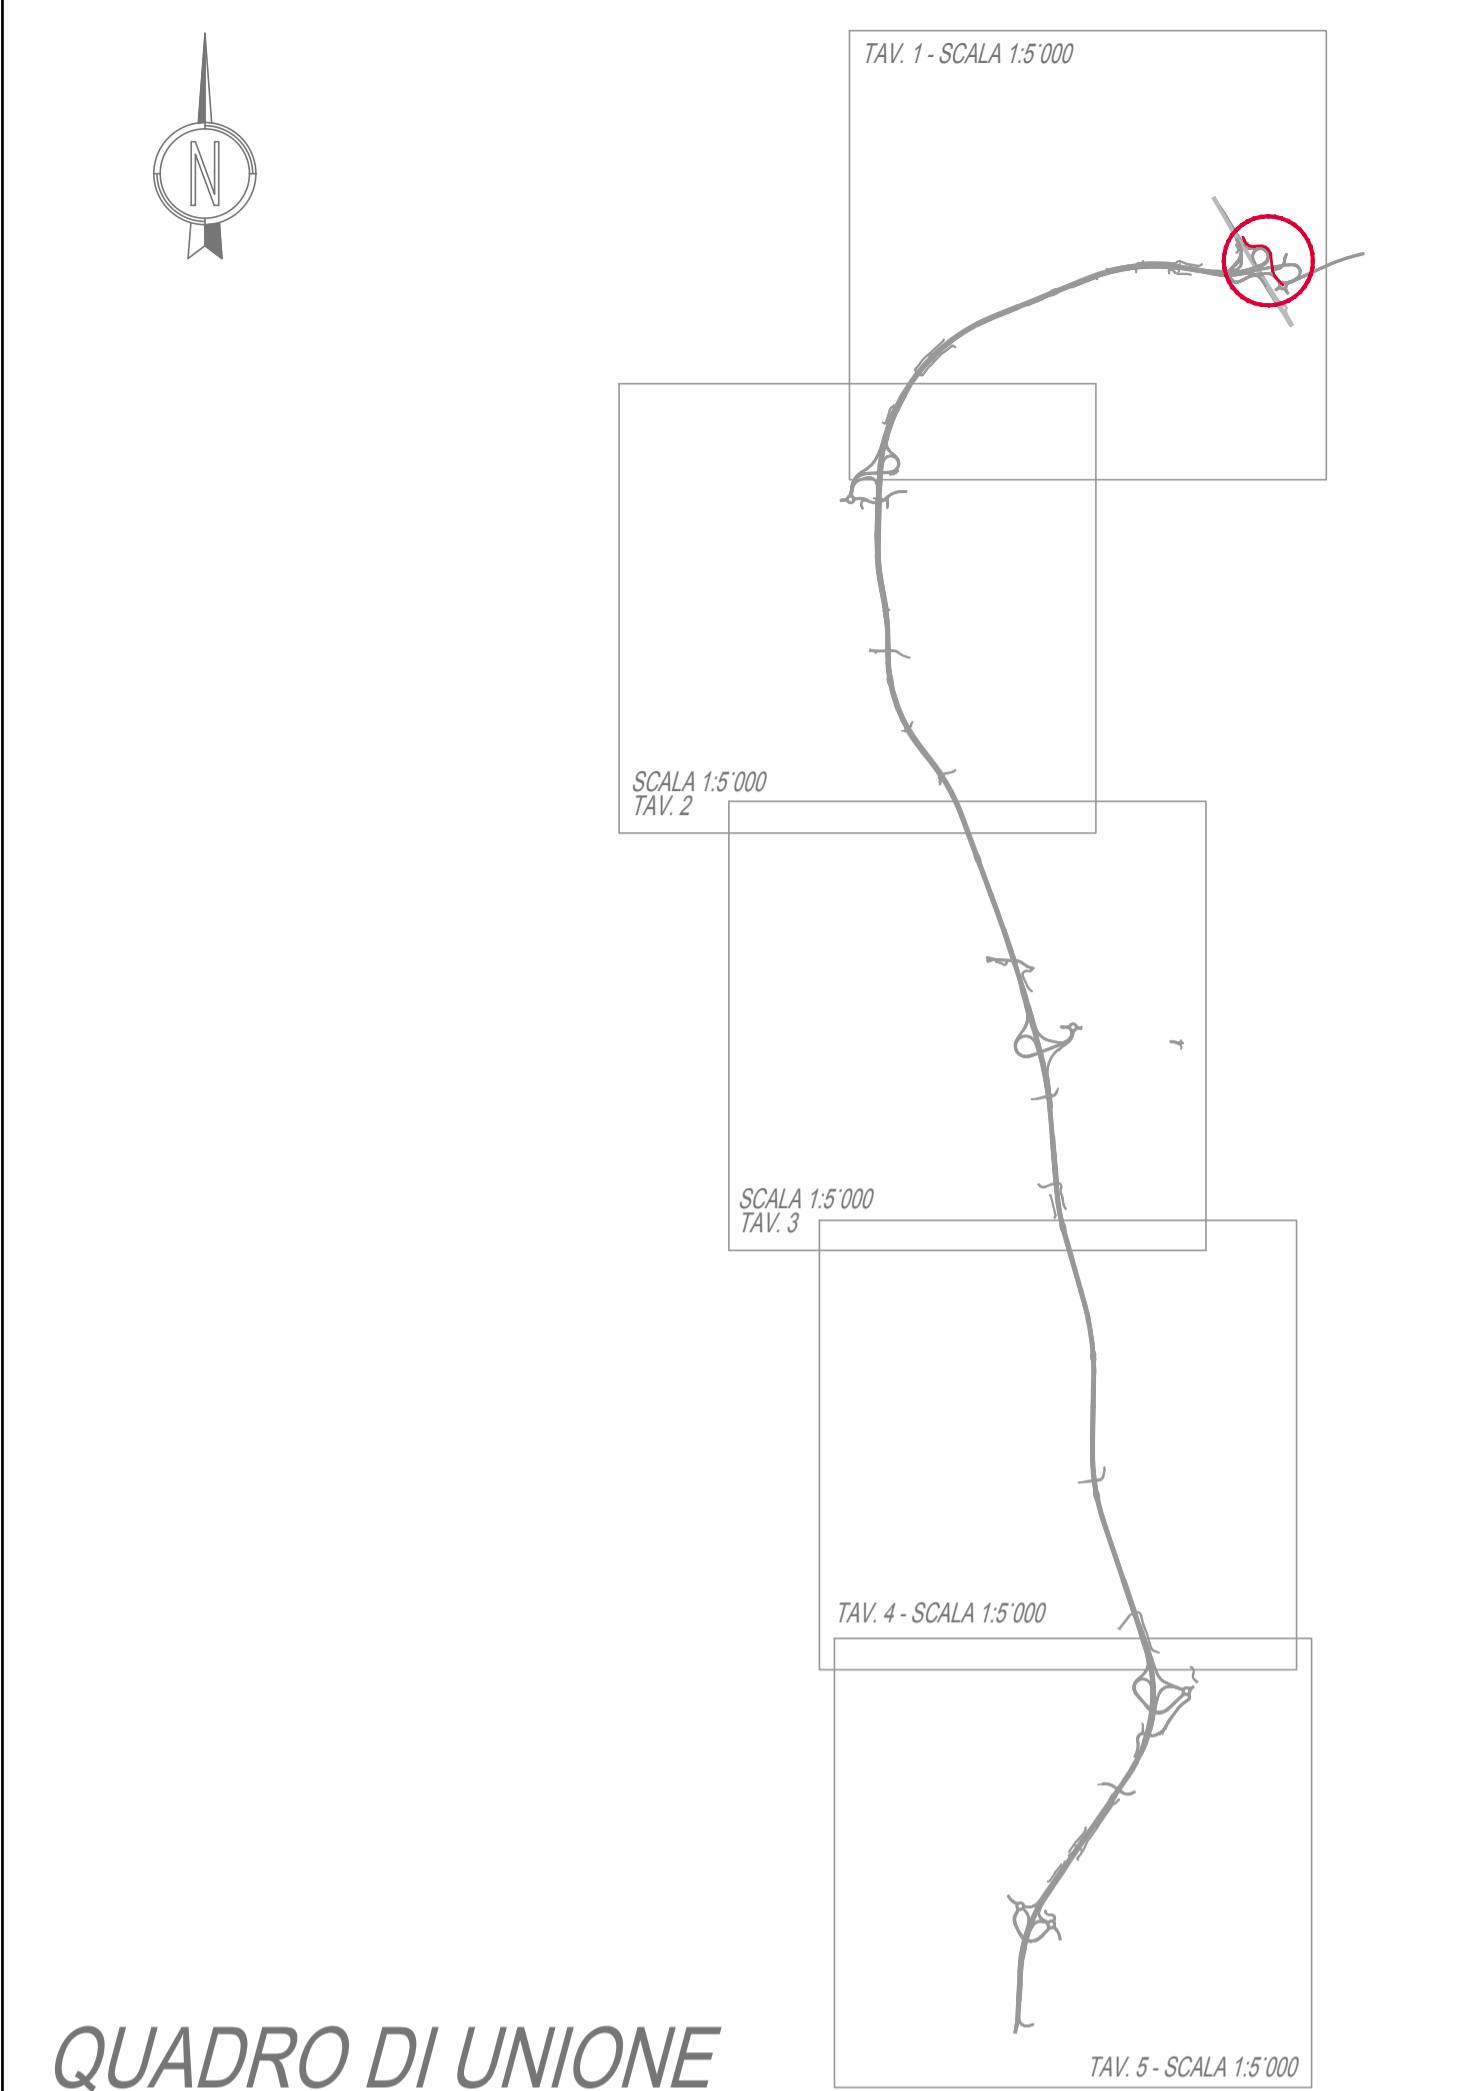 TAV. 1 - SCALA 1:5'000
N
SCALA 1:5'000
TAV. 2
SCALA 1:5'000
TAV. 3
TAV. 4 - SCALA 1:5'000
TAV. 5 - SCALA 1:5'000
QUADRO DI UNIONE